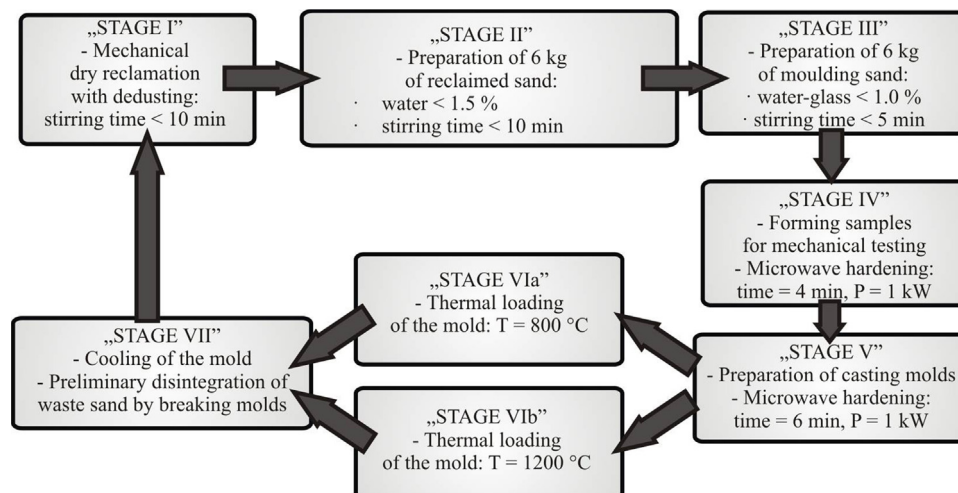 „STAGE I”
- Mechanical
dry reclamation
with dedusting:
stirring time < 10 min
„STAGE II”
- Preparation of 6 kg
of reclaimed sand:
· water < 1.5 %
· stirring time < 10 min
„STAGE III”
- Preparation of 6 kg
of moulding sand:
· water-glass < 1.0 %
· stirring time < 5 min
„STAGE IV”
- Forming samples
for mechanical testing
- Microwave hardening:
time = 4 min, P = 1 kW
„STAGE V”
- Preparation of casting molds
- Microwave hardening:
time = 6 min, P = 1 kW
„STAGE VIa”
- Thermal loading
of the mold: T = 800 °C
„STAGE VIb”
- Thermal loading
of the mold: T = 1200 °C
„STAGE VII”
- Cooling of the mold
- Preliminary disintegration of
waste sand by breaking molds